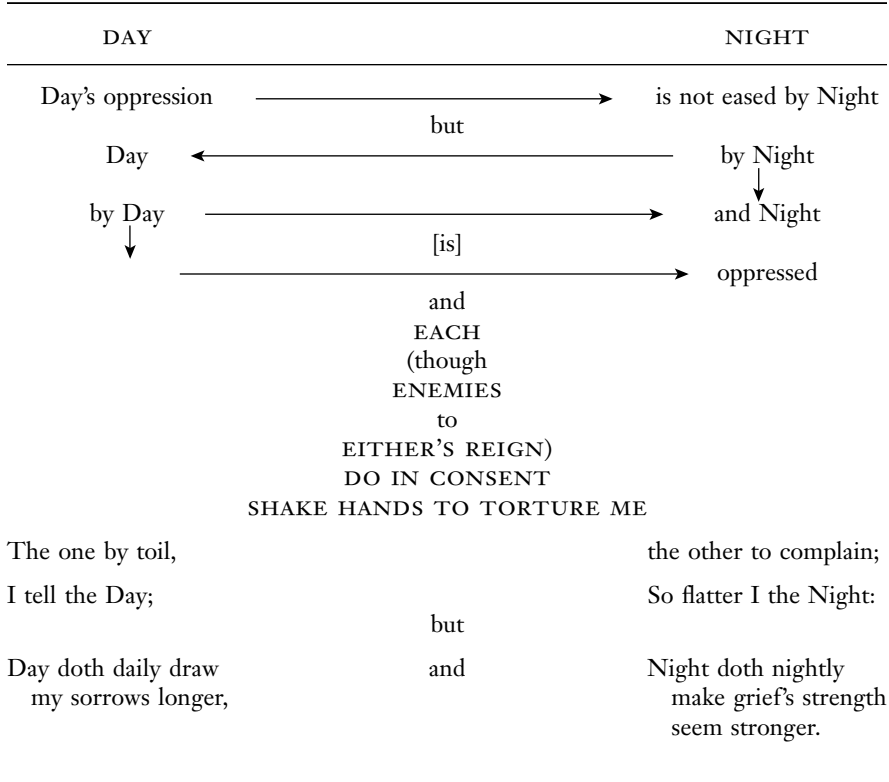 DAY NIGHT
Day's oppression is not eased by Night
but
Day by Night
by Day and Night
[is]
oppressed
and
EACH
(though
ENEMIES
to
EITHER'S REIGN)
DO IN CONSENT
SHAKE HANDS TO TORTURE ME
The one by toil, the other to complain;
I tell the Day; So flatter I the Night:
but
Day doth daily draw and Night doth nightly
my sorrows longer, make grief's strength
seem stronger.